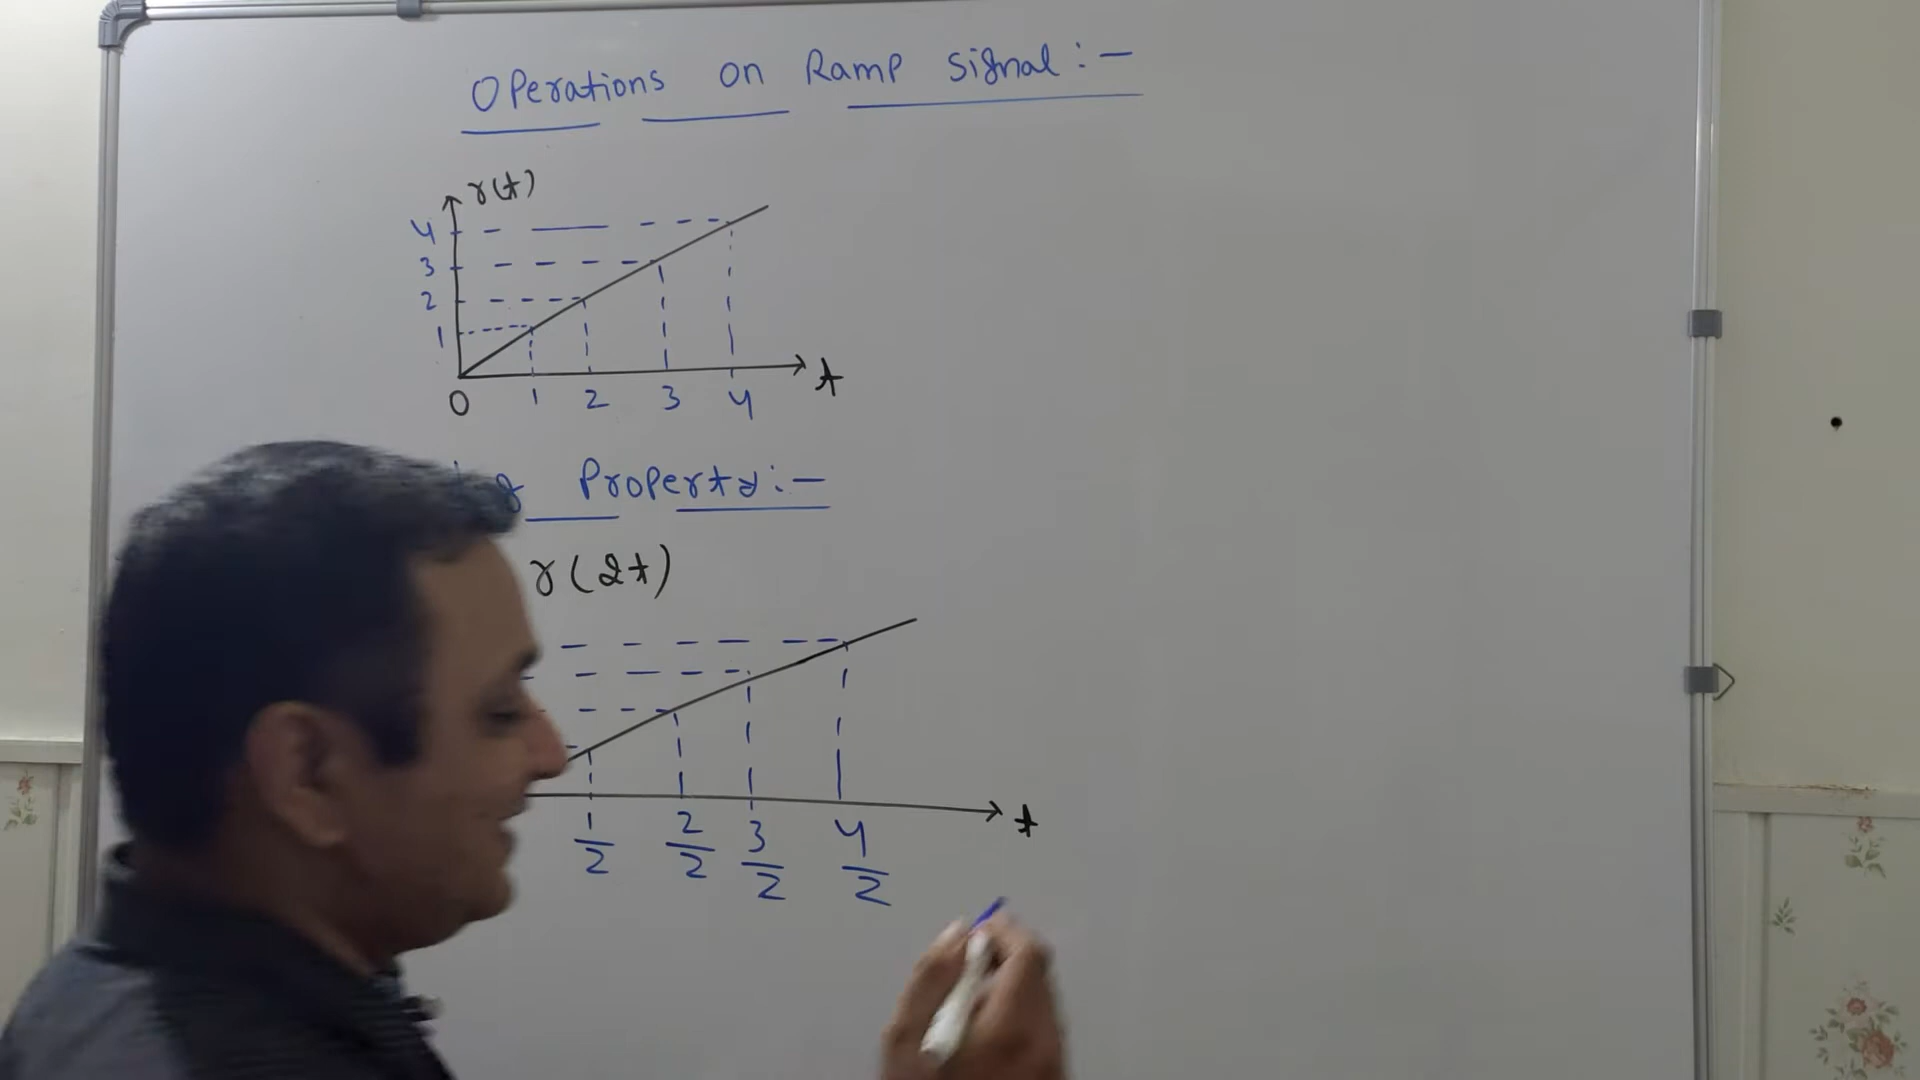 Operations on Ramp signal:-
r(t)
4
3
2
1
0 1 2 3 4 t
Property:-
r(2t)
1/2 2/2 3/2 4/2 t